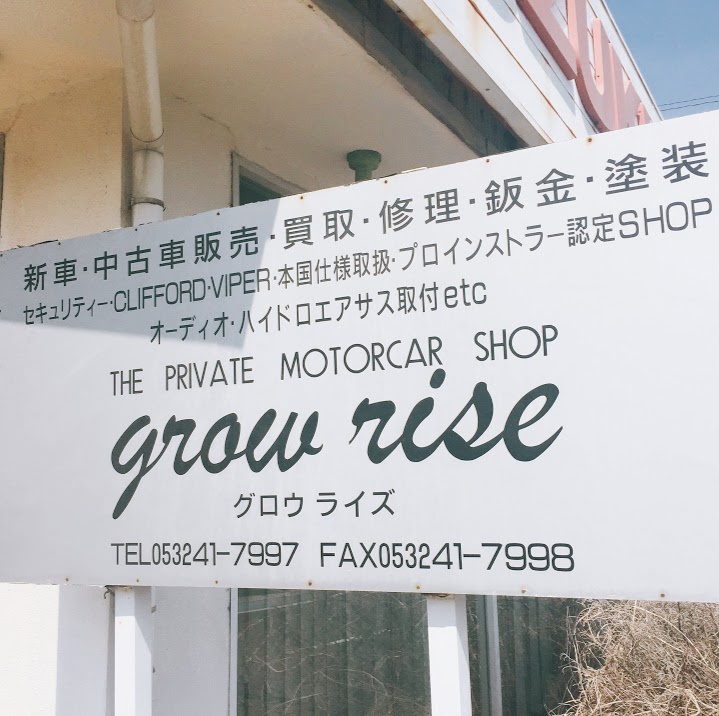 新車·中古車販売·買取·修理·鈑金·塗装
セキュリティー·CLIFFORD·VIPER·本国仕様取扱·プロインストラー認定SHOP
オーディオ·ハイドロエアサス取付etc
THE PRIVATE MOTORCAR SHOP
grow rise
グロウ ライズ
TEL053241-7997 FAX053241-7998